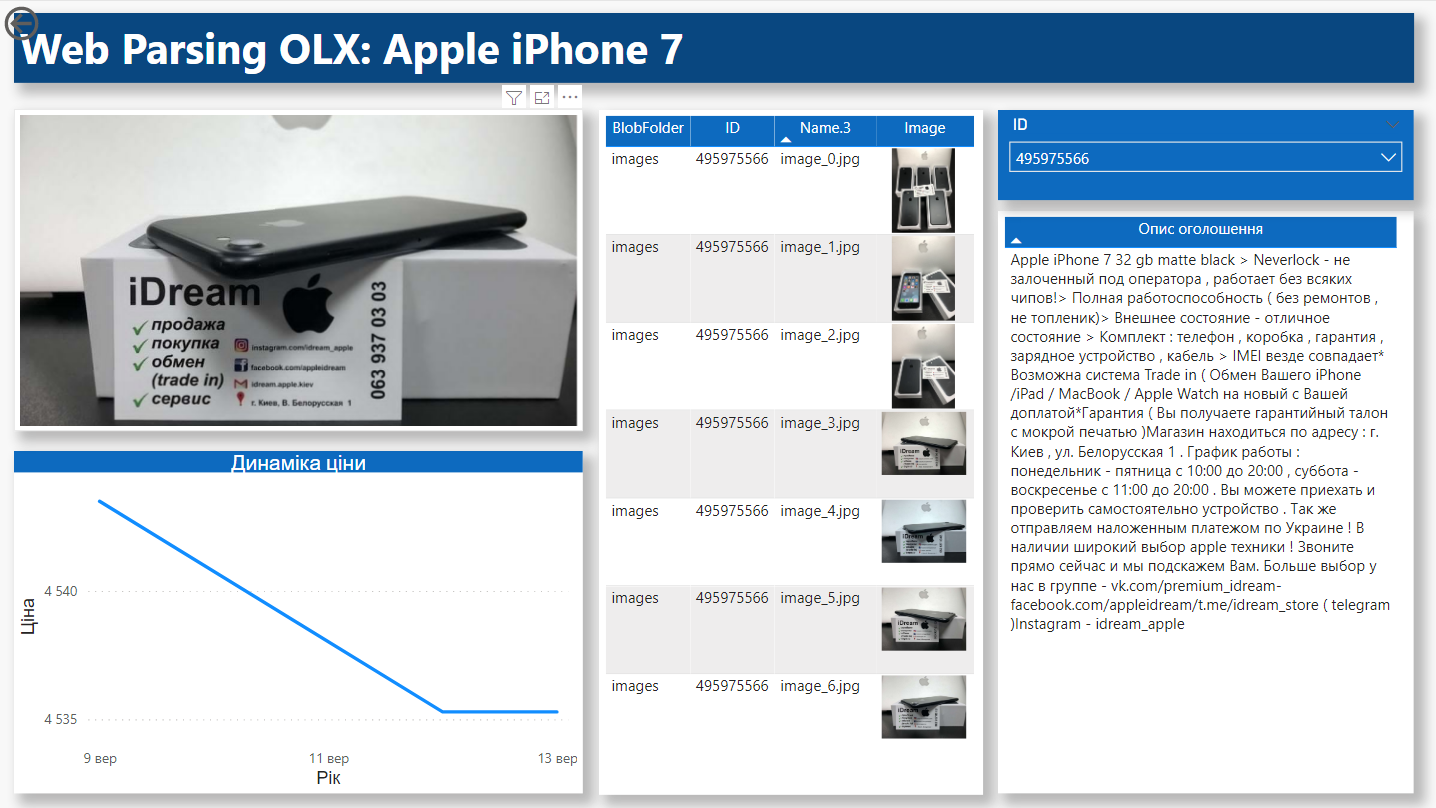 Web Parsing OLX: Apple iPhone 7
iDream
продажа
покупка
обмен
(trade in)
сервис
instagram.com/idream_apple
facebook.com/appleidream
idream.apple.kiev
г. Киев, В. Белорусская 1
063 937 03 03
Динаміка ціни
Ціна
4 540
4 535
9 вер 11 вер 13 вер
Рік
BlobFolder ID Name.3 Image
images 495975566 image_0.jpg
images 495975566 image_1.jpg
images 495975566 image_2.jpg
images 495975566 image_3.jpg
images 495975566 image_4.jpg
images 495975566 image_5.jpg
images 495975566 image_6.jpg
ID
495975566
Опис оголошення
Apple iPhone 7 32 gb matte black > Neverlock - не
залоченный под оператора , работает без всяких
чипов!> Полная работоспособность ( без ремонтов ,
не топленик)> Внешнее состояние - отличное
состояние > Комплект : телефон , коробка , гарантия ,
зарядное устройство , кабель > IMEI везде совпадает*
Возможна система Trade in ( Обмен Вашего iPhone
/iPad / MacBook / Apple Watch на новый с Вашей
доплатой*Гарантия ( Вы получаете гарантийный талон
с мокрой печатью )Магазин находиться по адресу : г.
Киев , ул. Белорусская 1 . График работы :
понедельник - пятница с 10:00 до 20:00 , суббота -
воскресенье с 11:00 до 20:00 . Вы можете приехать и
проверить самостоятельно устройство . Так же
отправляем наложенным платежом по Украине ! В
наличии широкий выбор apple техники ! Звоните
прямо сейчас и мы подскажем Вам. Больше выбор у
нас в группе - vk.com/premium_idream-
facebook.com/appleidream/t.me/idream_store ( telegram
)Instagram - idream_apple